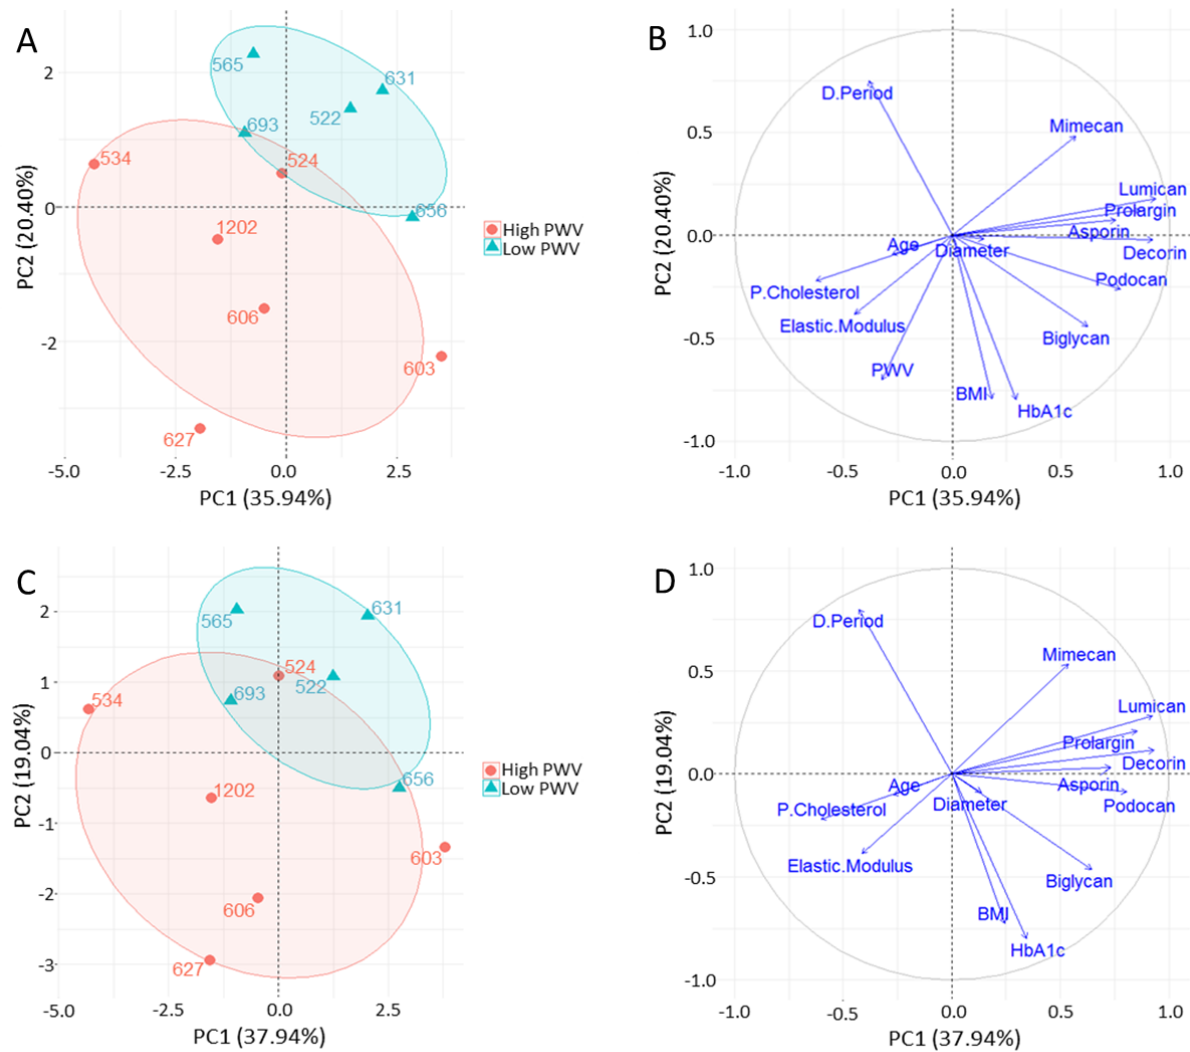 A
565
631
522
693
534
524
656
1202
606
603
627
2
0
-2
-5.0
-2.5
0.0
2.5
PC1 (35.94%)
PC2 (20.40%)
High PWV
Low PWV
B
1.0
0.5
0.0
-0.5
-1.0
D.Period
Mimecan
Lumican
Prolargin
Asporin
Decorin
Age
Diameter
Podocan
P.Cholesterol
Elastic.Modulus
Biglycan
PWV
BMI
HbA1c
-1.0
-0.5
0.0
0.5
1.0
PC1 (35.94%)
PC2 (20.40%)
C
565
631
524
522
693
534
656
1202
603
606
627
2
1
0
-1
-2
-3
-5.0
-2.5
0.0
2.5
PC1 (37.94%)
PC2 (19.04%)
High PWV
Low PWV
D
1.0
0.5
0.0
-0.5
-1.0
D.Period
Mimecan
Lumican
Prolargin
Decorin
Asporin
Podocan
Age
Diameter
P.Cholesterol
Elastic.Modulus
Biglycan
BMI
HbA1c
-1.0
-0.5
0.0
0.5
1.0
PC1 (37.94%)
PC2 (19.04%)